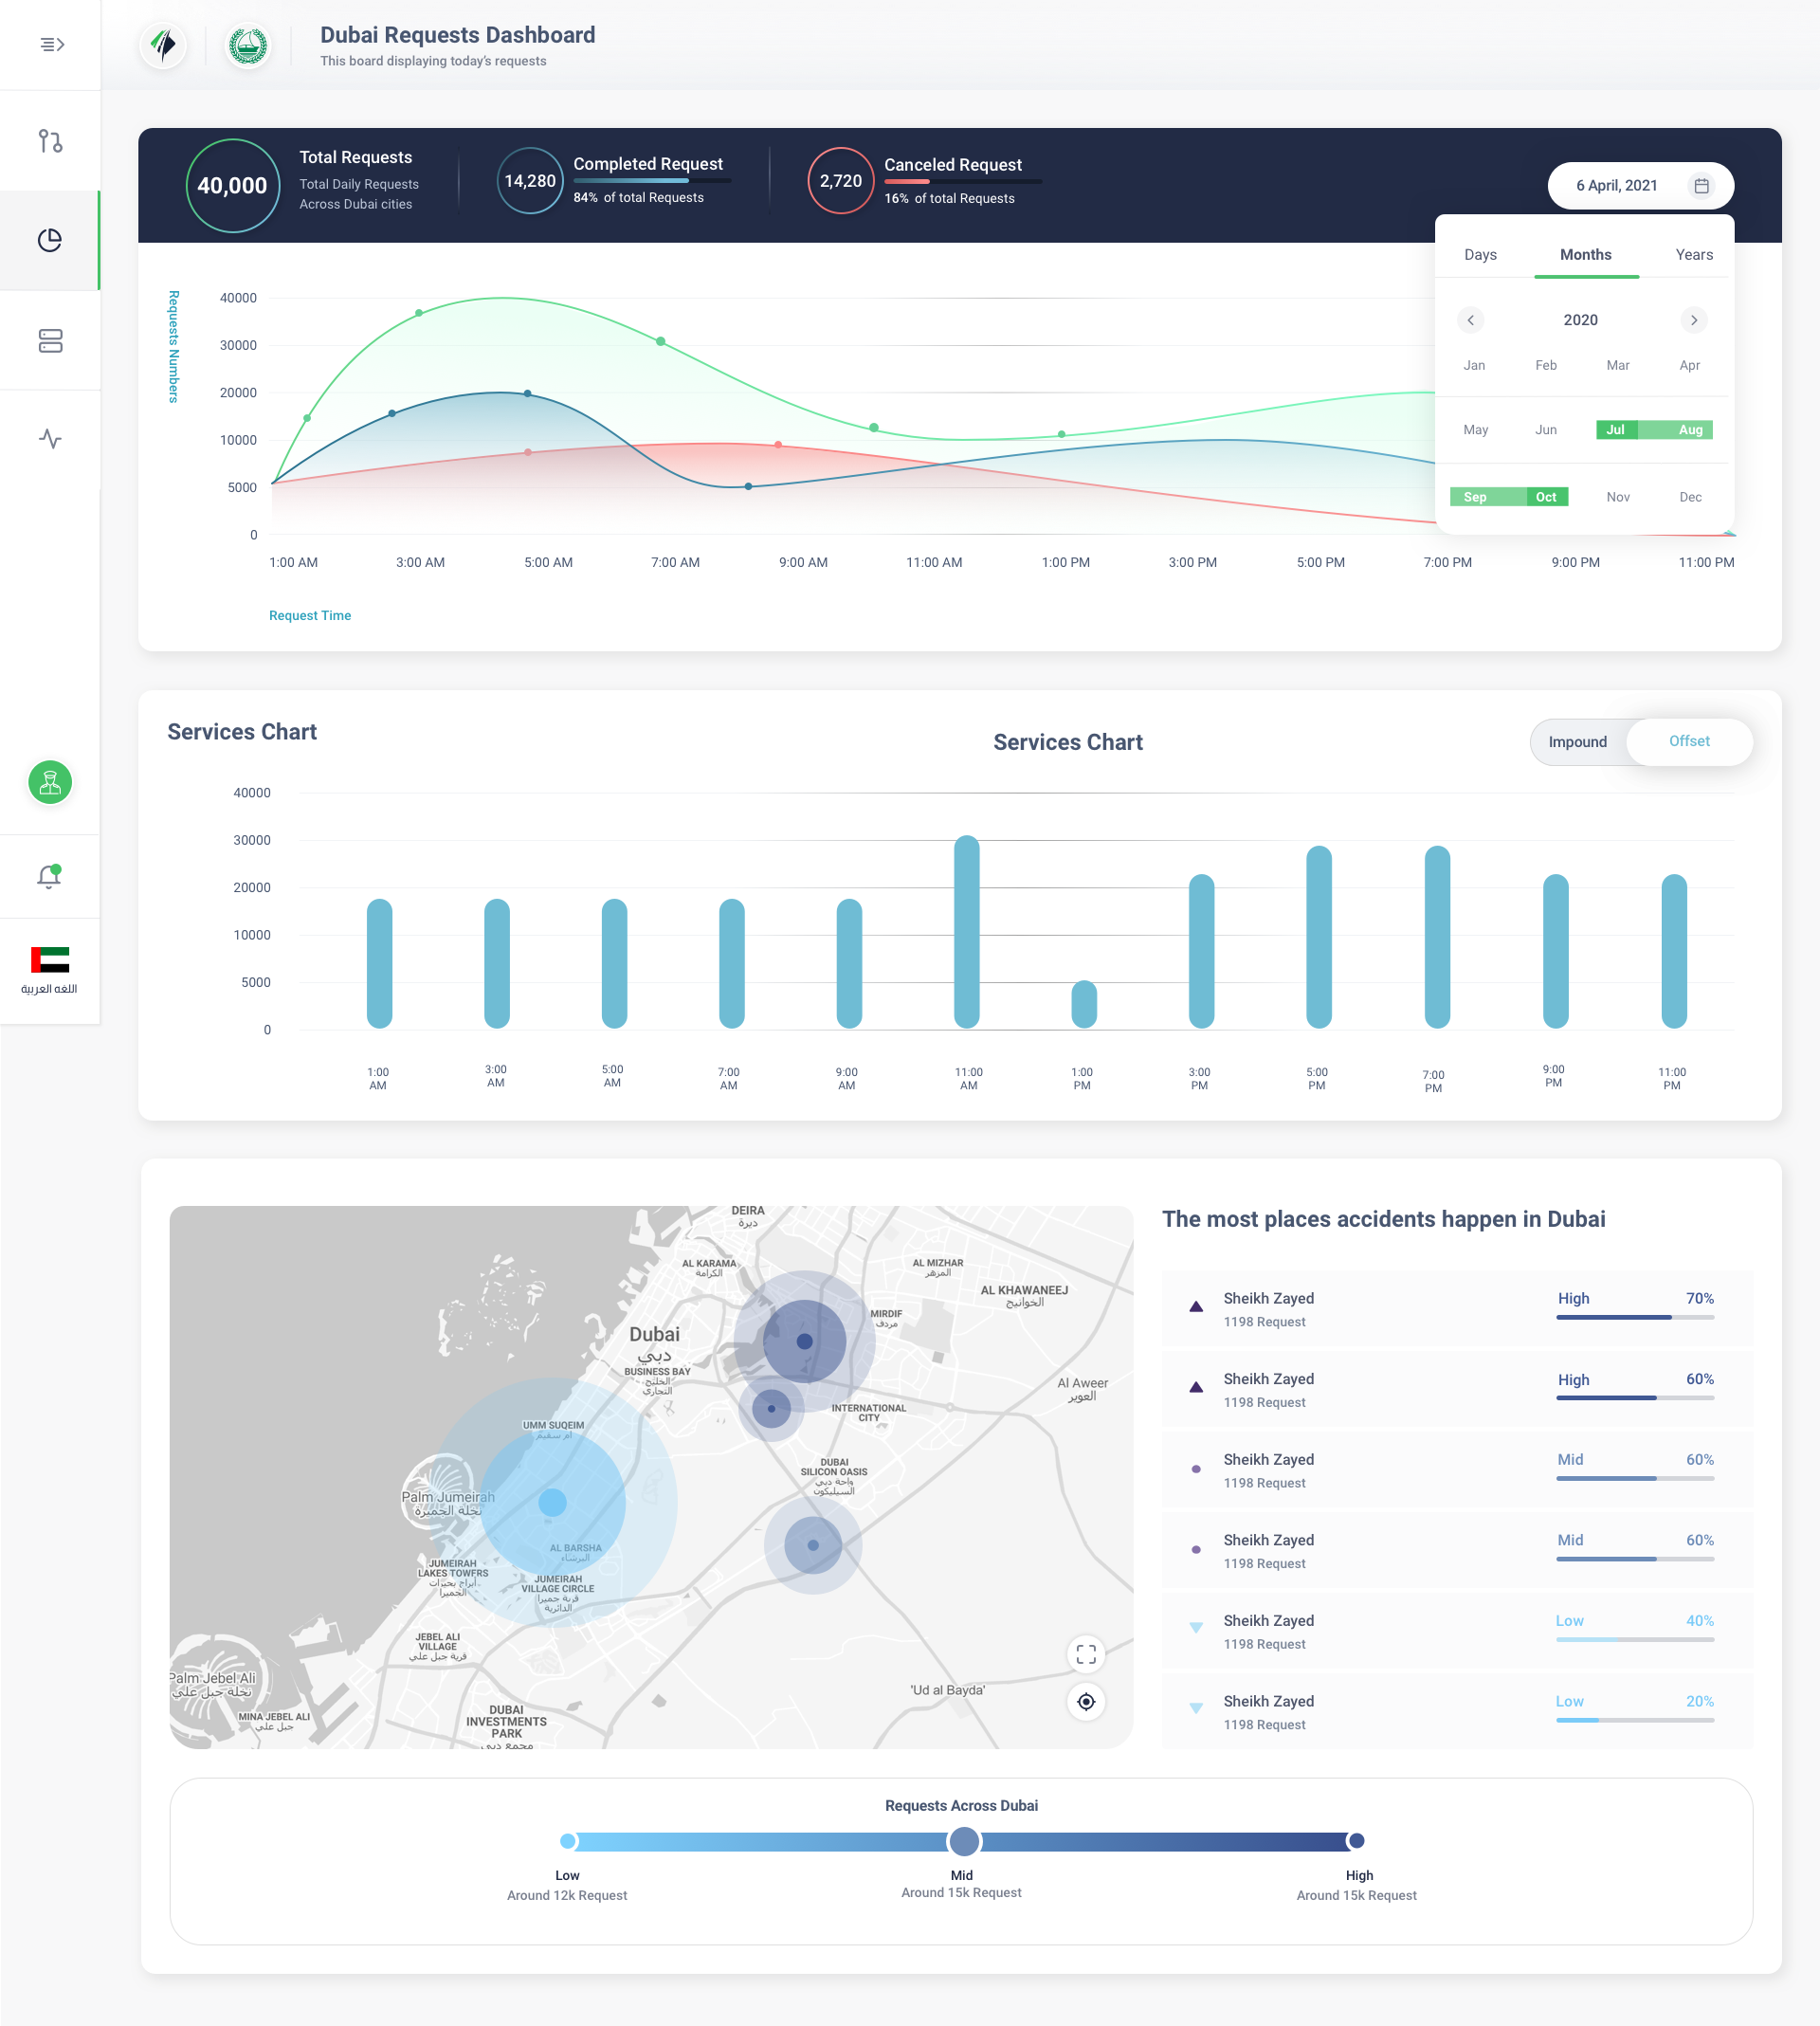 Dubai Requests Dashboard
This board displaying today's requests
40,000
Total Requests
Total Daily Requests
Across Dubai cities
14,280
Completed Request
84% of total Requests
2,720
Canceled Request
16% of total Requests
6 April, 2021
Days Months Years
2020
Jan Feb Mar Apr
May Jun Jul Aug
Sep Oct Nov Dec
Requests Numbers
40000
30000
20000
10000
5000
0
1:00 AM 3:00 AM 5:00 AM 7:00 AM 9:00 AM 11:00 AM 1:00 PM 3:00 PM 5:00 PM 7:00 PM 9:00 PM 11:00 PM
Request Time
اللغه العربية
Services Chart
Services Chart
Impound Offset
40000
30000
20000
10000
5000
0
1:00 AM
3:00 AM
5:00 AM
7:00 AM
9:00 AM
11:00 AM
1:00 PM
3:00 PM
5:00 PM
7:00 PM
9:00 PM
11:00 PM
DEIRA
ديرة
AL KARAMA
الكرامة
AL MIZHAR
المزهر
AL KHAWANEEJ
الخوانيج
MIRDIF
مردف
Dubai
دبي
BUSINESS BAY
الخليج
التجاري
Al Aweer
العوير
INTERNATIONAL
CITY
UMM SUQEIM
أم سقيم
DUBAI
SILICON OASIS
واحة دبي
السيليكون
Palm Jumeirah
نخلة الجميرة
AL BARSHA
البرشاء
JUMEIRAH
LAKES TOWERS
أبراج بحيرات
الجميرا
JUMEIRAH
VILLAGE CIRCLE
قرية جميرا
الدائرية
JEBEL ALI
VILLAGE
قرية جبل علي
Palm Jebel Ali
نخلة جبل علي
MINA JEBEL ALI
جبل علي
DUBAI
INVESTMENTS
PARK
مجمع دبي
'Ud al Bayda'
The most places accidents happen in Dubai
Sheikh Zayed High 70%
1198 Request
Sheikh Zayed High 60%
1198 Request
Sheikh Zayed Mid 60%
1198 Request
Sheikh Zayed Mid 60%
1198 Request
Sheikh Zayed Low 40%
1198 Request
Sheikh Zayed Low 20%
1198 Request
Requests Across Dubai
Low
Around 12k Request
Mid
Around 15k Request
High
Around 15k Request